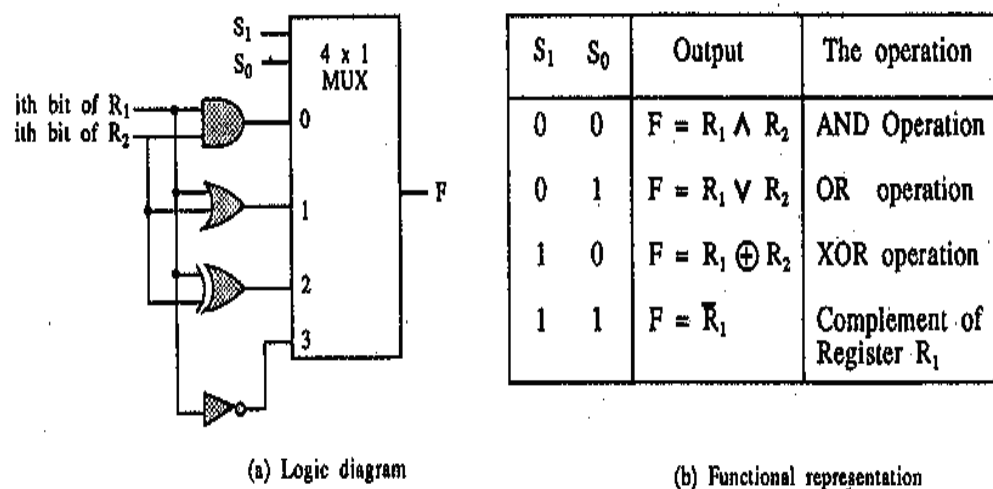 S₁
S₀
4 x 1
MUX
ith bit of R₁
ith bit of R₂
0
1
2
3
F
(a) Logic diagram
S₁ S₀ Output The operation
0 0 F = R₁ ∧ R₂ AND Operation
0 1 F = R₁ ∨ R₂ OR operation
1 0 F = R₁ ⊕ R₂ XOR operation
1 1 F = R̅₁ Complement of
Register R₁
(b) Functional representation